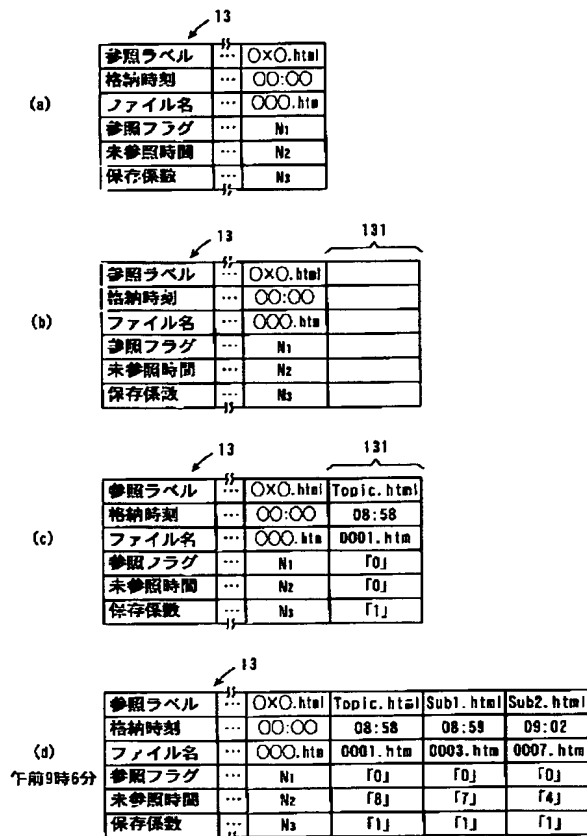 13
参照ラベル … ○×○.html
格納時刻 … ○○:○○
(a) ファイル名 … ○○○.htm
参照フラグ … N1
未参照時間 … N2
保存係数 … N3
13 131
参照ラベル … ○×○.html
格納時刻 … ○○:○○
(b) ファイル名 … ○○○.htm
参照フラグ … N1
未参照時間 … N2
保存係数 … N3
13 131
参照ラベル … ○×○.html Topic.html
格納時刻 … ○○:○○ 08:58
(c) ファイル名 … ○○○.htm 0001.htm
参照フラグ … N1 「0」
未参照時間 … N2 「0」
保存係数 … N3 「1」
13
参照ラベル … ○×○.html Topic.html Sub1.html Sub2.html
格納時刻 … ○○:○○ 08:58 08:59 09:02
(d) ファイル名 … ○○○.htm 0001.htm 0003.htm 0007.htm
午前9時6分 参照フラグ … N1 「0」 「0」 「0」
未参照時間 … N2 「8」 「7」 「4」
保存係数 … N3 「1」 「1」 「1」